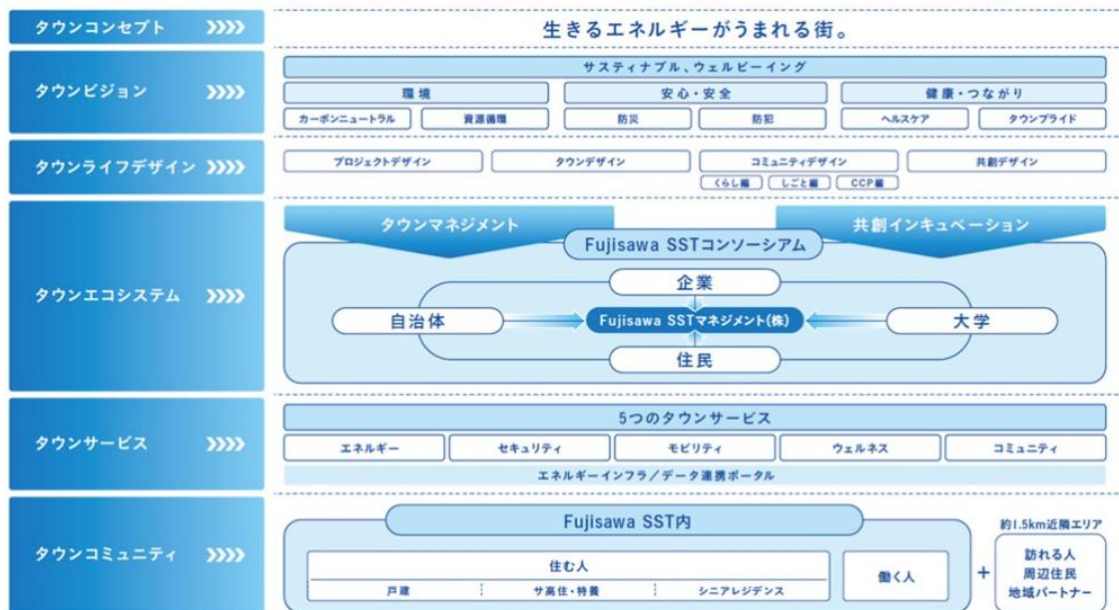 タウンコンセプト
生きるエネルギーがうまれる街。
タウンビジョン
サスティナブル、ウェルビーイング
環境
安心・安全
健康・つながり
カーボンニュートラル
資源循環
防災
防犯
ヘルスケア
タウンプライド
タウンライフデザイン
プロジェクトデザイン
タウンデザイン
コミュニティデザイン
共創デザイン
くらし編
しごと編
CCP編
タウンエコシステム
タウンマネジメント
共創インキュベーション
Fujisawa SSTコンソーシアム
企業
自治体
Fujisawa SSTマネジメント(株)
大学
住民
タウンサービス
5つのタウンサービス
エネルギー
セキュリティ
モビリティ
ウェルネス
コミュニティ
エネルギーインフラ/データ連携ポータル
タウンコミュニティ
Fujisawa SST内
住む人
戸建
サ高住・特養
シニアレジデンス
働く人
+
約1.5km近隣エリア
訪れる人
周辺住民
地域パートナー